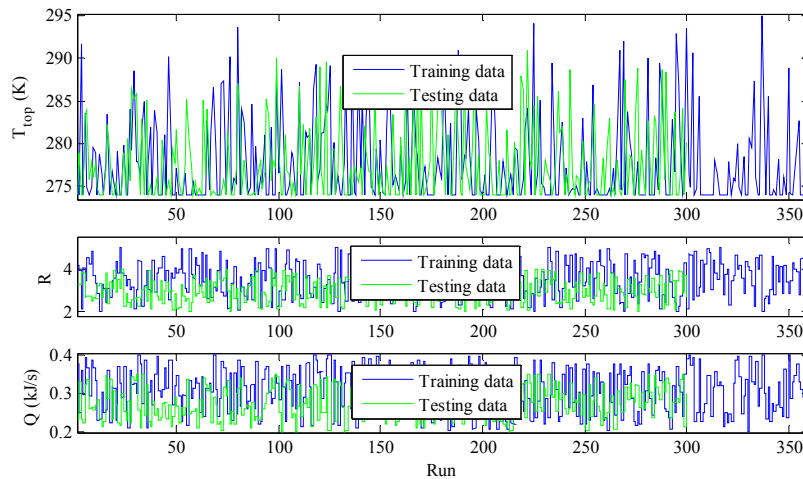 295
290
285
280
275
T_top (K)
Training data
Testing data
50 100 150 200 250 300 350
4
2
R
Training data
Testing data
50 100 150 200 250 300 350
0.4
0.3
0.2
Q (kJ/s)
Training data
Testing data
50 100 150 200 250 300 350
Run